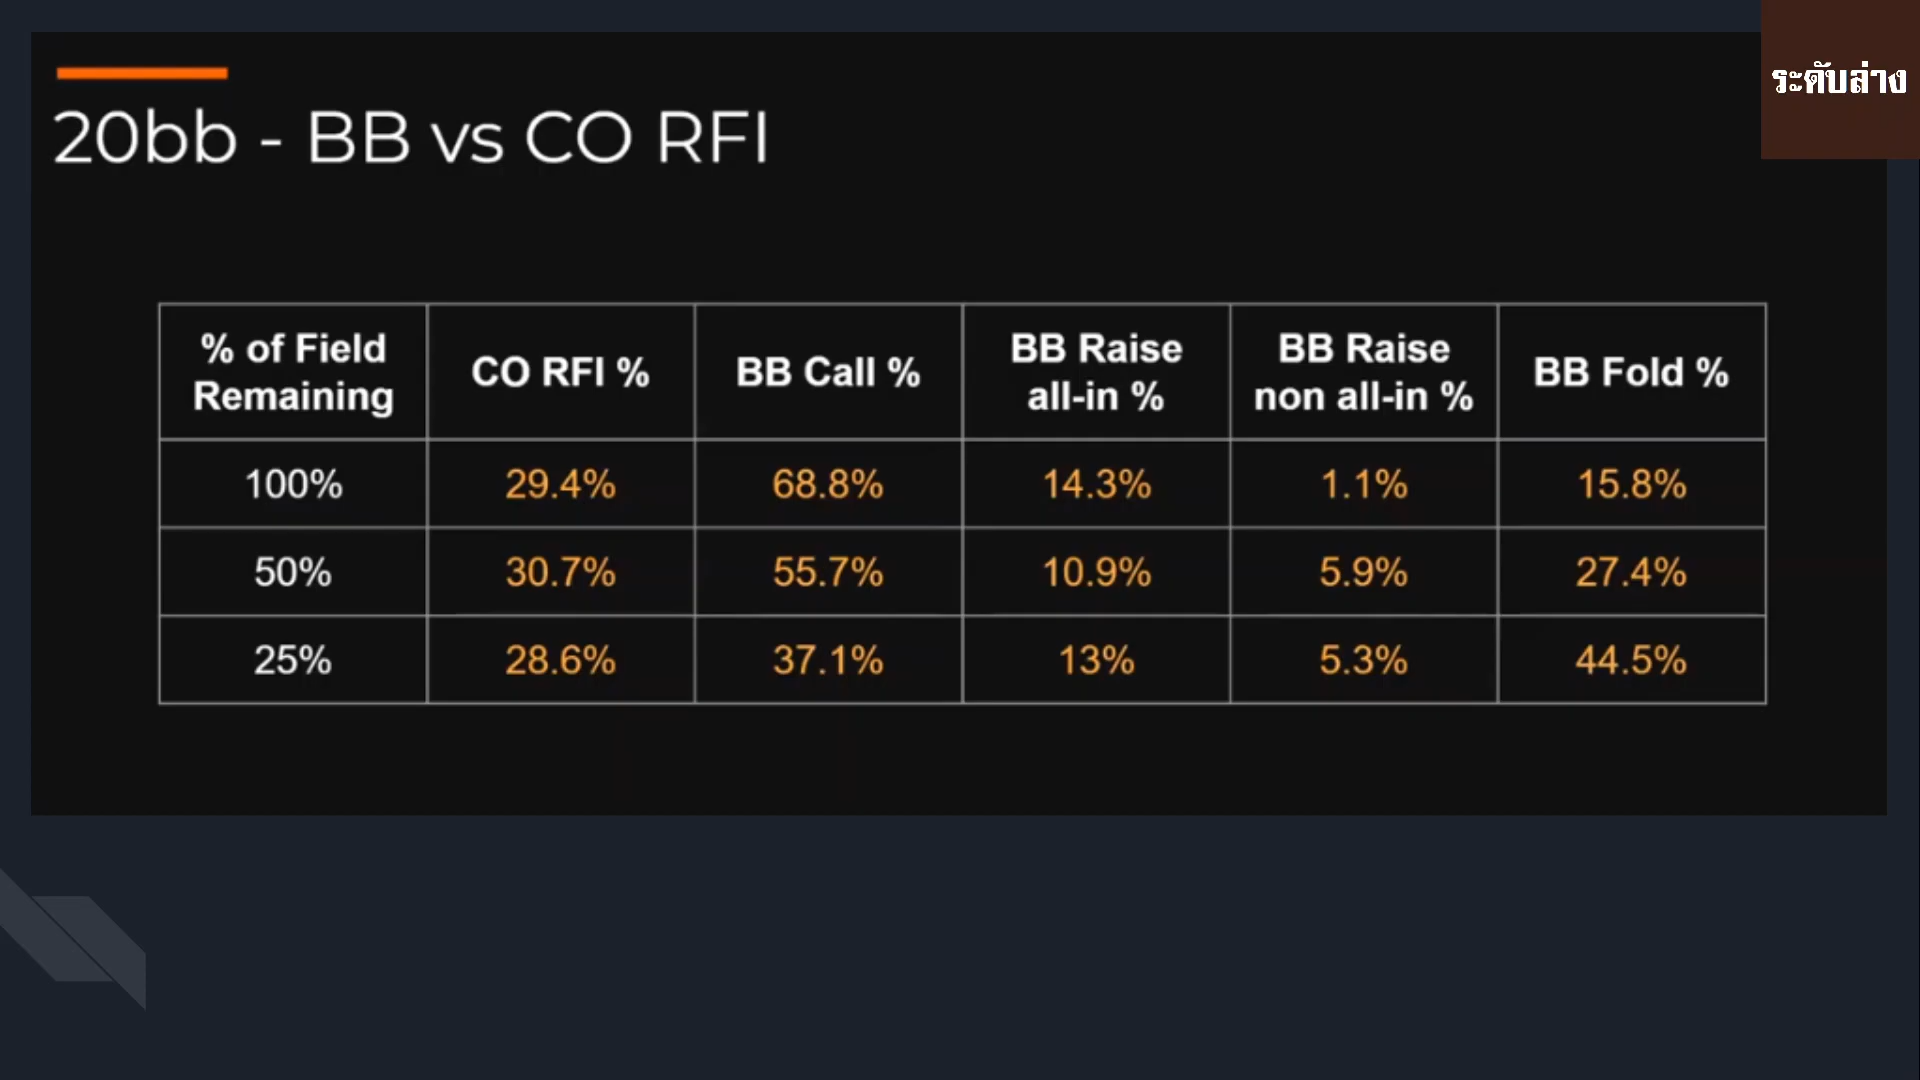 ระดับล่าง
20bb - BB vs CO RFI
% of Field Remaining | CO RFI % | BB Call % | BB Raise all-in % | BB Raise non all-in % | BB Fold %
100% | 29.4% | 68.8% | 14.3% | 1.1% | 15.8%
50% | 30.7% | 55.7% | 10.9% | 5.9% | 27.4%
25% | 28.6% | 37.1% | 13% | 5.3% | 44.5%